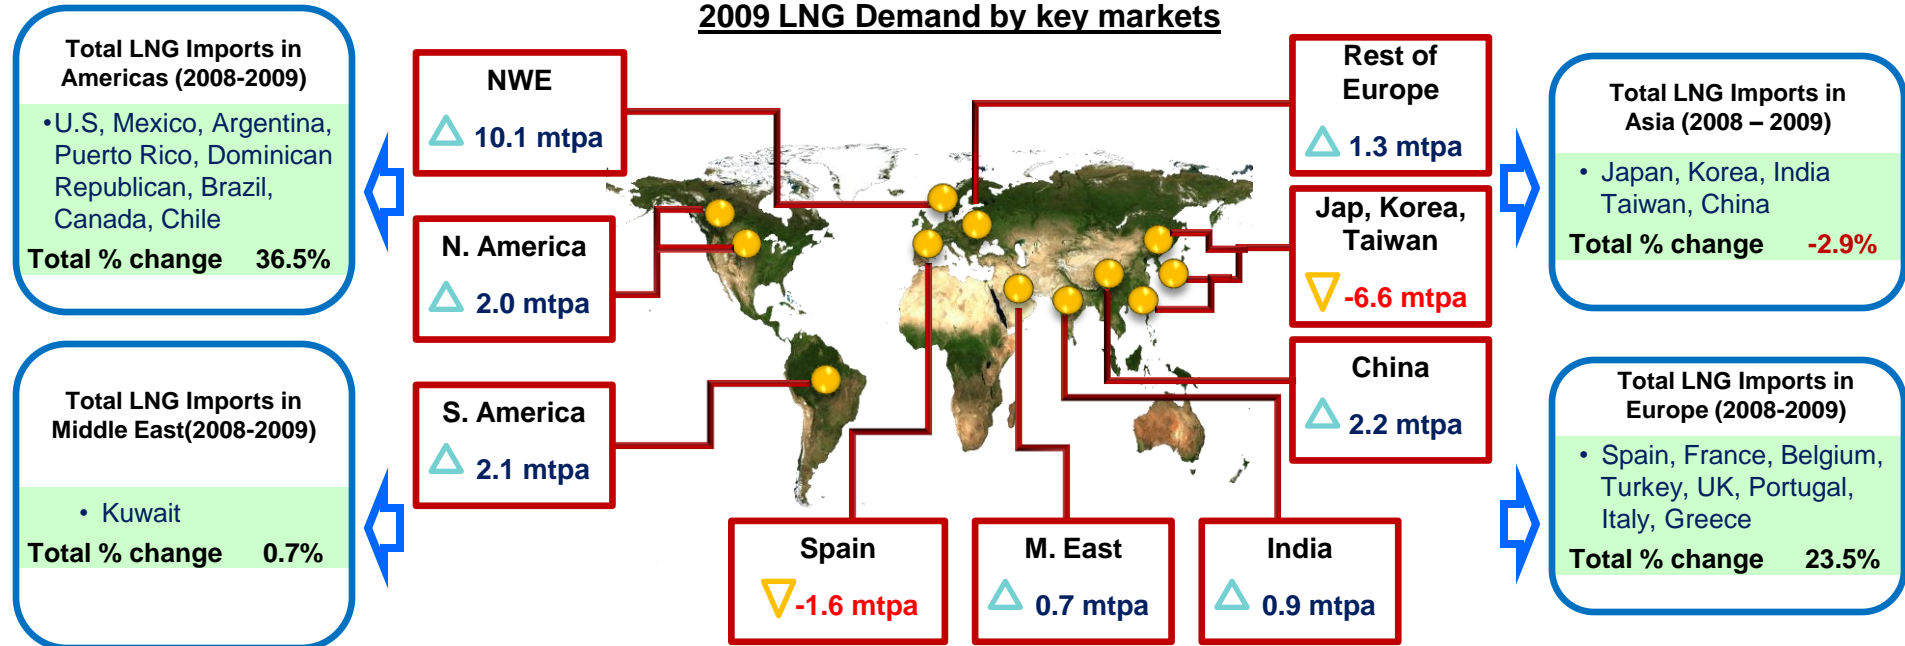 2009 LNG Demand by key markets
Total LNG Imports in
Americas (2008-2009)
•U.S, Mexico, Argentina,
Puerto Rico, Dominican
Republican, Brazil,
Canada, Chile
Total % change 36.5%
Total LNG Imports in
Middle East(2008-2009)
• Kuwait
Total % change 0.7%
NWE
10.1 mtpa
N. America
2.0 mtpa
S. America
2.1 mtpa
Spain
-1.6 mtpa
M. East
0.7 mtpa
India
0.9 mtpa
Rest of
Europe
1.3 mtpa
Jap, Korea,
Taiwan
-6.6 mtpa
China
2.2 mtpa
Total LNG Imports in
Asia (2008 – 2009)
• Japan, Korea, India
Taiwan, China
Total % change -2.9%
Total LNG Imports in
Europe (2008-2009)
• Spain, France, Belgium,
Turkey, UK, Portugal,
Italy, Greece
Total % change 23.5%